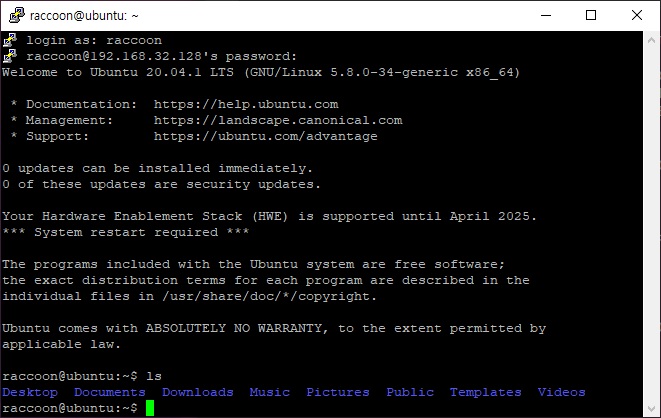 raccoon@ubuntu: ~
login as: raccoon
raccoon@192.168.32.128's password:
Welcome to Ubuntu 20.04.1 LTS (GNU/Linux 5.8.0-34-generic x86_64)
* Documentation:  https://help.ubuntu.com
* Management:     https://landscape.canonical.com
* Support:        https://ubuntu.com/advantage
0 updates can be installed immediately.
0 of these updates are security updates.
Your Hardware Enablement Stack (HWE) is supported until April 2025.
*** System restart required ***
The programs included with the Ubuntu system are free software;
the exact distribution terms for each program are described in the
individual files in /usr/share/doc/*/copyright.
Ubuntu comes with ABSOLUTELY NO WARRANTY, to the extent permitted by
applicable law.
raccoon@ubuntu:~$ ls
Desktop  Documents  Downloads  Music  Pictures  Public  Templates  Videos
raccoon@ubuntu:~$